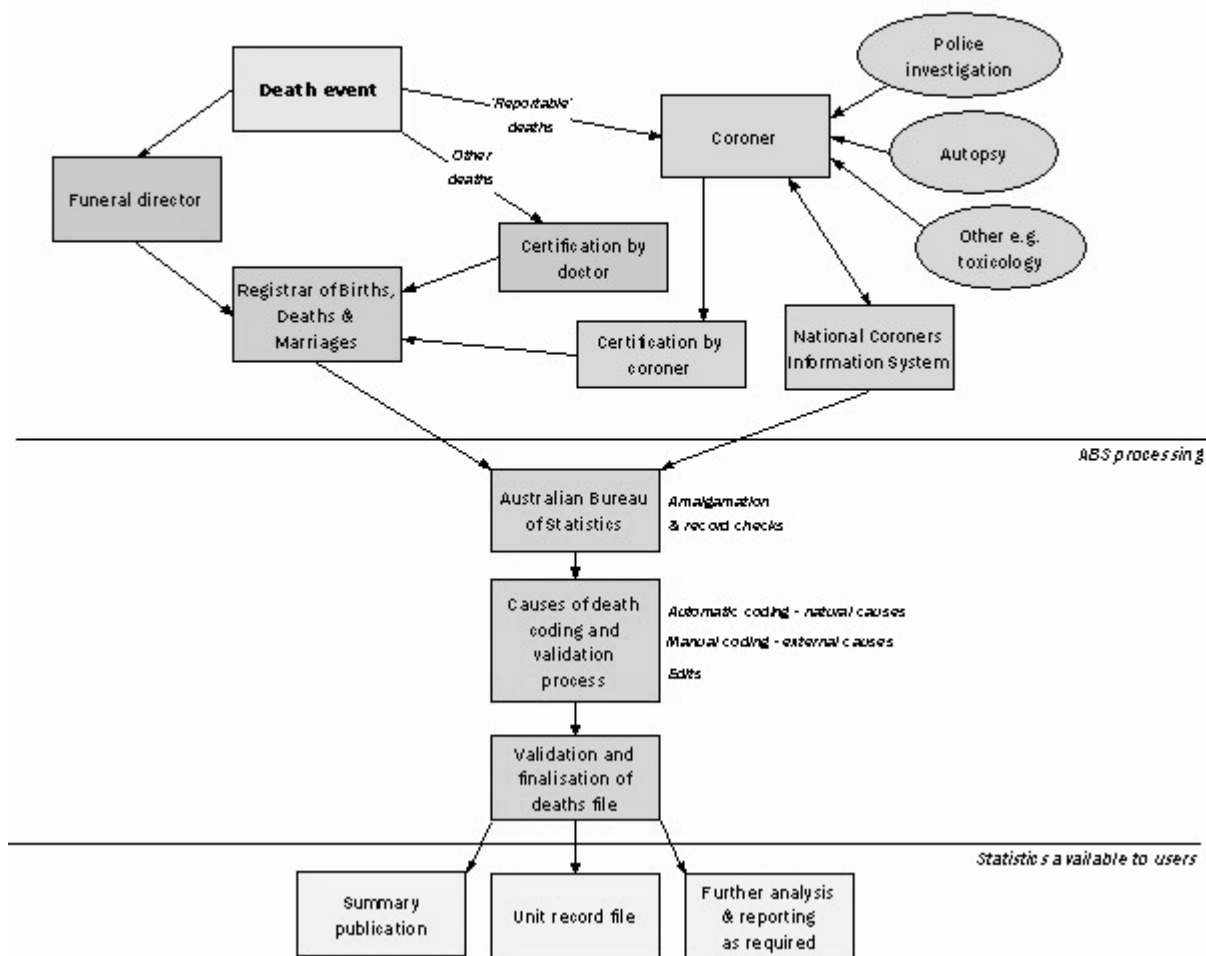 Police
investigation
Death event
'Reportable'
deaths
Coroner
Autopsy
Other
deaths
Funeral director
Other e.g.
toxicology
Certification by
doctor
Registrar of Births,
Deaths &
Marriages
Certification by
coroner
National Coroners
Information System
ABS processing
Australian Bureau
of Statistics
Amalgamation
& record checks
Causes of death
coding and
validation
process
Automatic coding - natural causes
Manual coding - external causes
Edits
Validation and
finalisation of
deaths file
Statistics available to users
Summary
publication
Unit record file
Further analysis
& reporting
as required